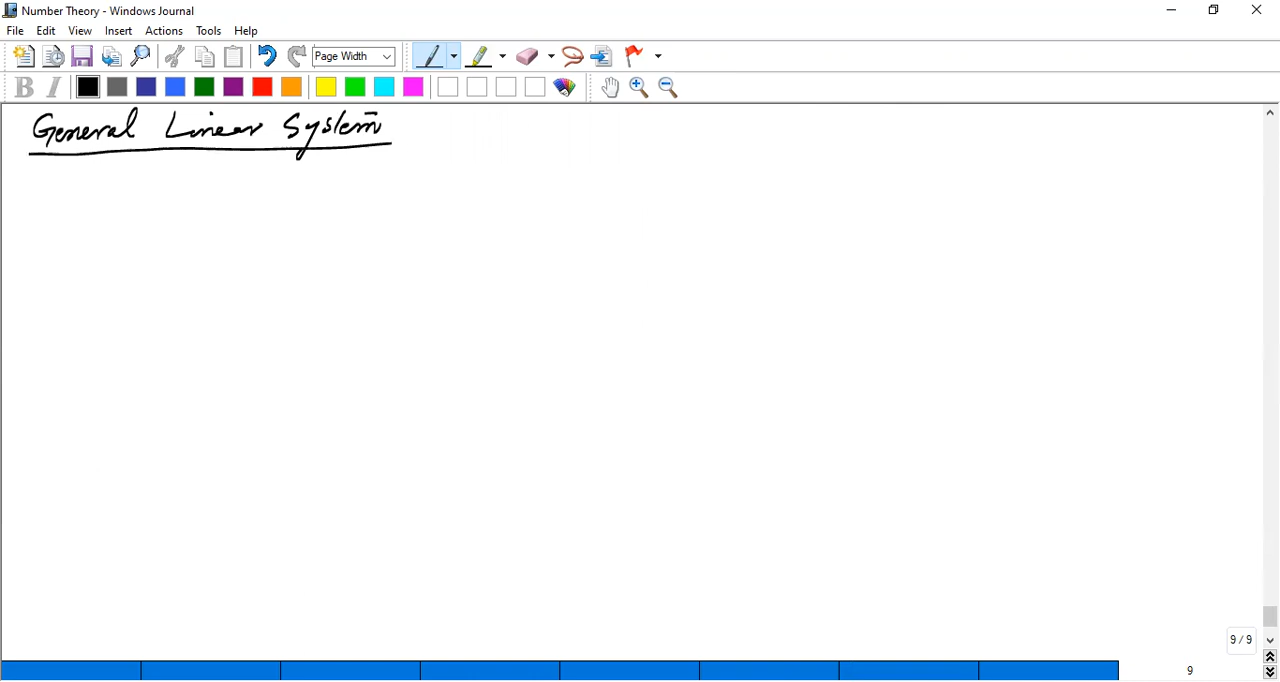 Number Theory - Windows Journal
File Edit View Insert Actions Tools Help
Page Width
B I
General Linear System
9 / 9
9